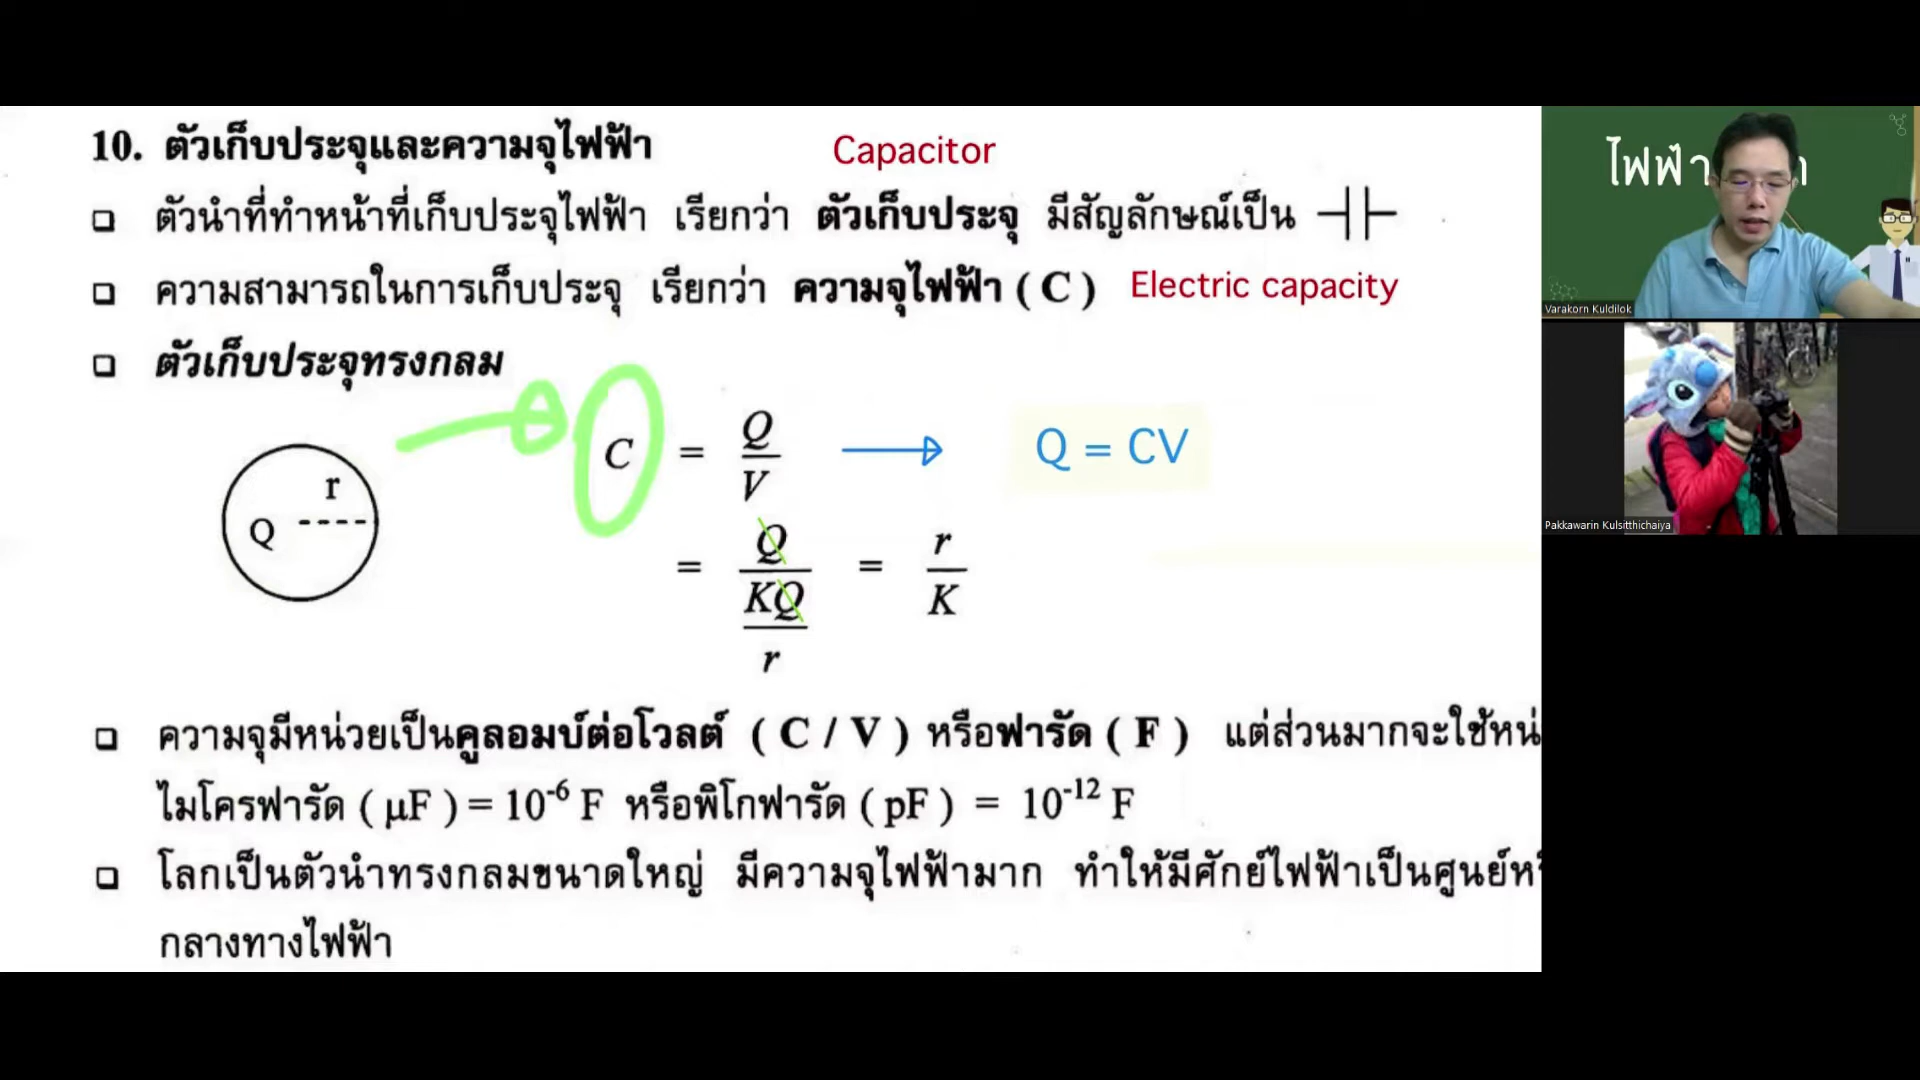 10. ตัวเก็บประจุและความจุไฟฟ้า Capacitor
ตัวนำที่ทำหน้าที่เก็บประจุไฟฟ้า เรียกว่า ตัวเก็บประจุ มีสัญลักษณ์เป็น
ความสามารถในการเก็บประจุ เรียกว่า ความจุไฟฟ้า ( C ) Electric capacity
ตัวเก็บประจุทรงกลม
r
Q
C = Q/V → Q = CV
= Q/(KQ/r) = r/K
ความจุมีหน่วยเป็นคูลอมบ์ต่อโวลต์ ( C / V ) หรือฟารัด ( F ) แต่ส่วนมากจะใช้หน่
ไมโครฟารัด ( μF ) = 10⁻⁶ F หรือพิโกฟารัด ( pF ) = 10⁻¹² F
โลกเป็นตัวนำทรงกลมขนาดใหญ่ มีความจุไฟฟ้ามาก ทำให้มีศักย์ไฟฟ้าเป็นศูนย์ห
กลางทางไฟฟ้า
ไฟฟ้า
Varakorn Kuldilok
Pakkawarin Kulsitthichaiya